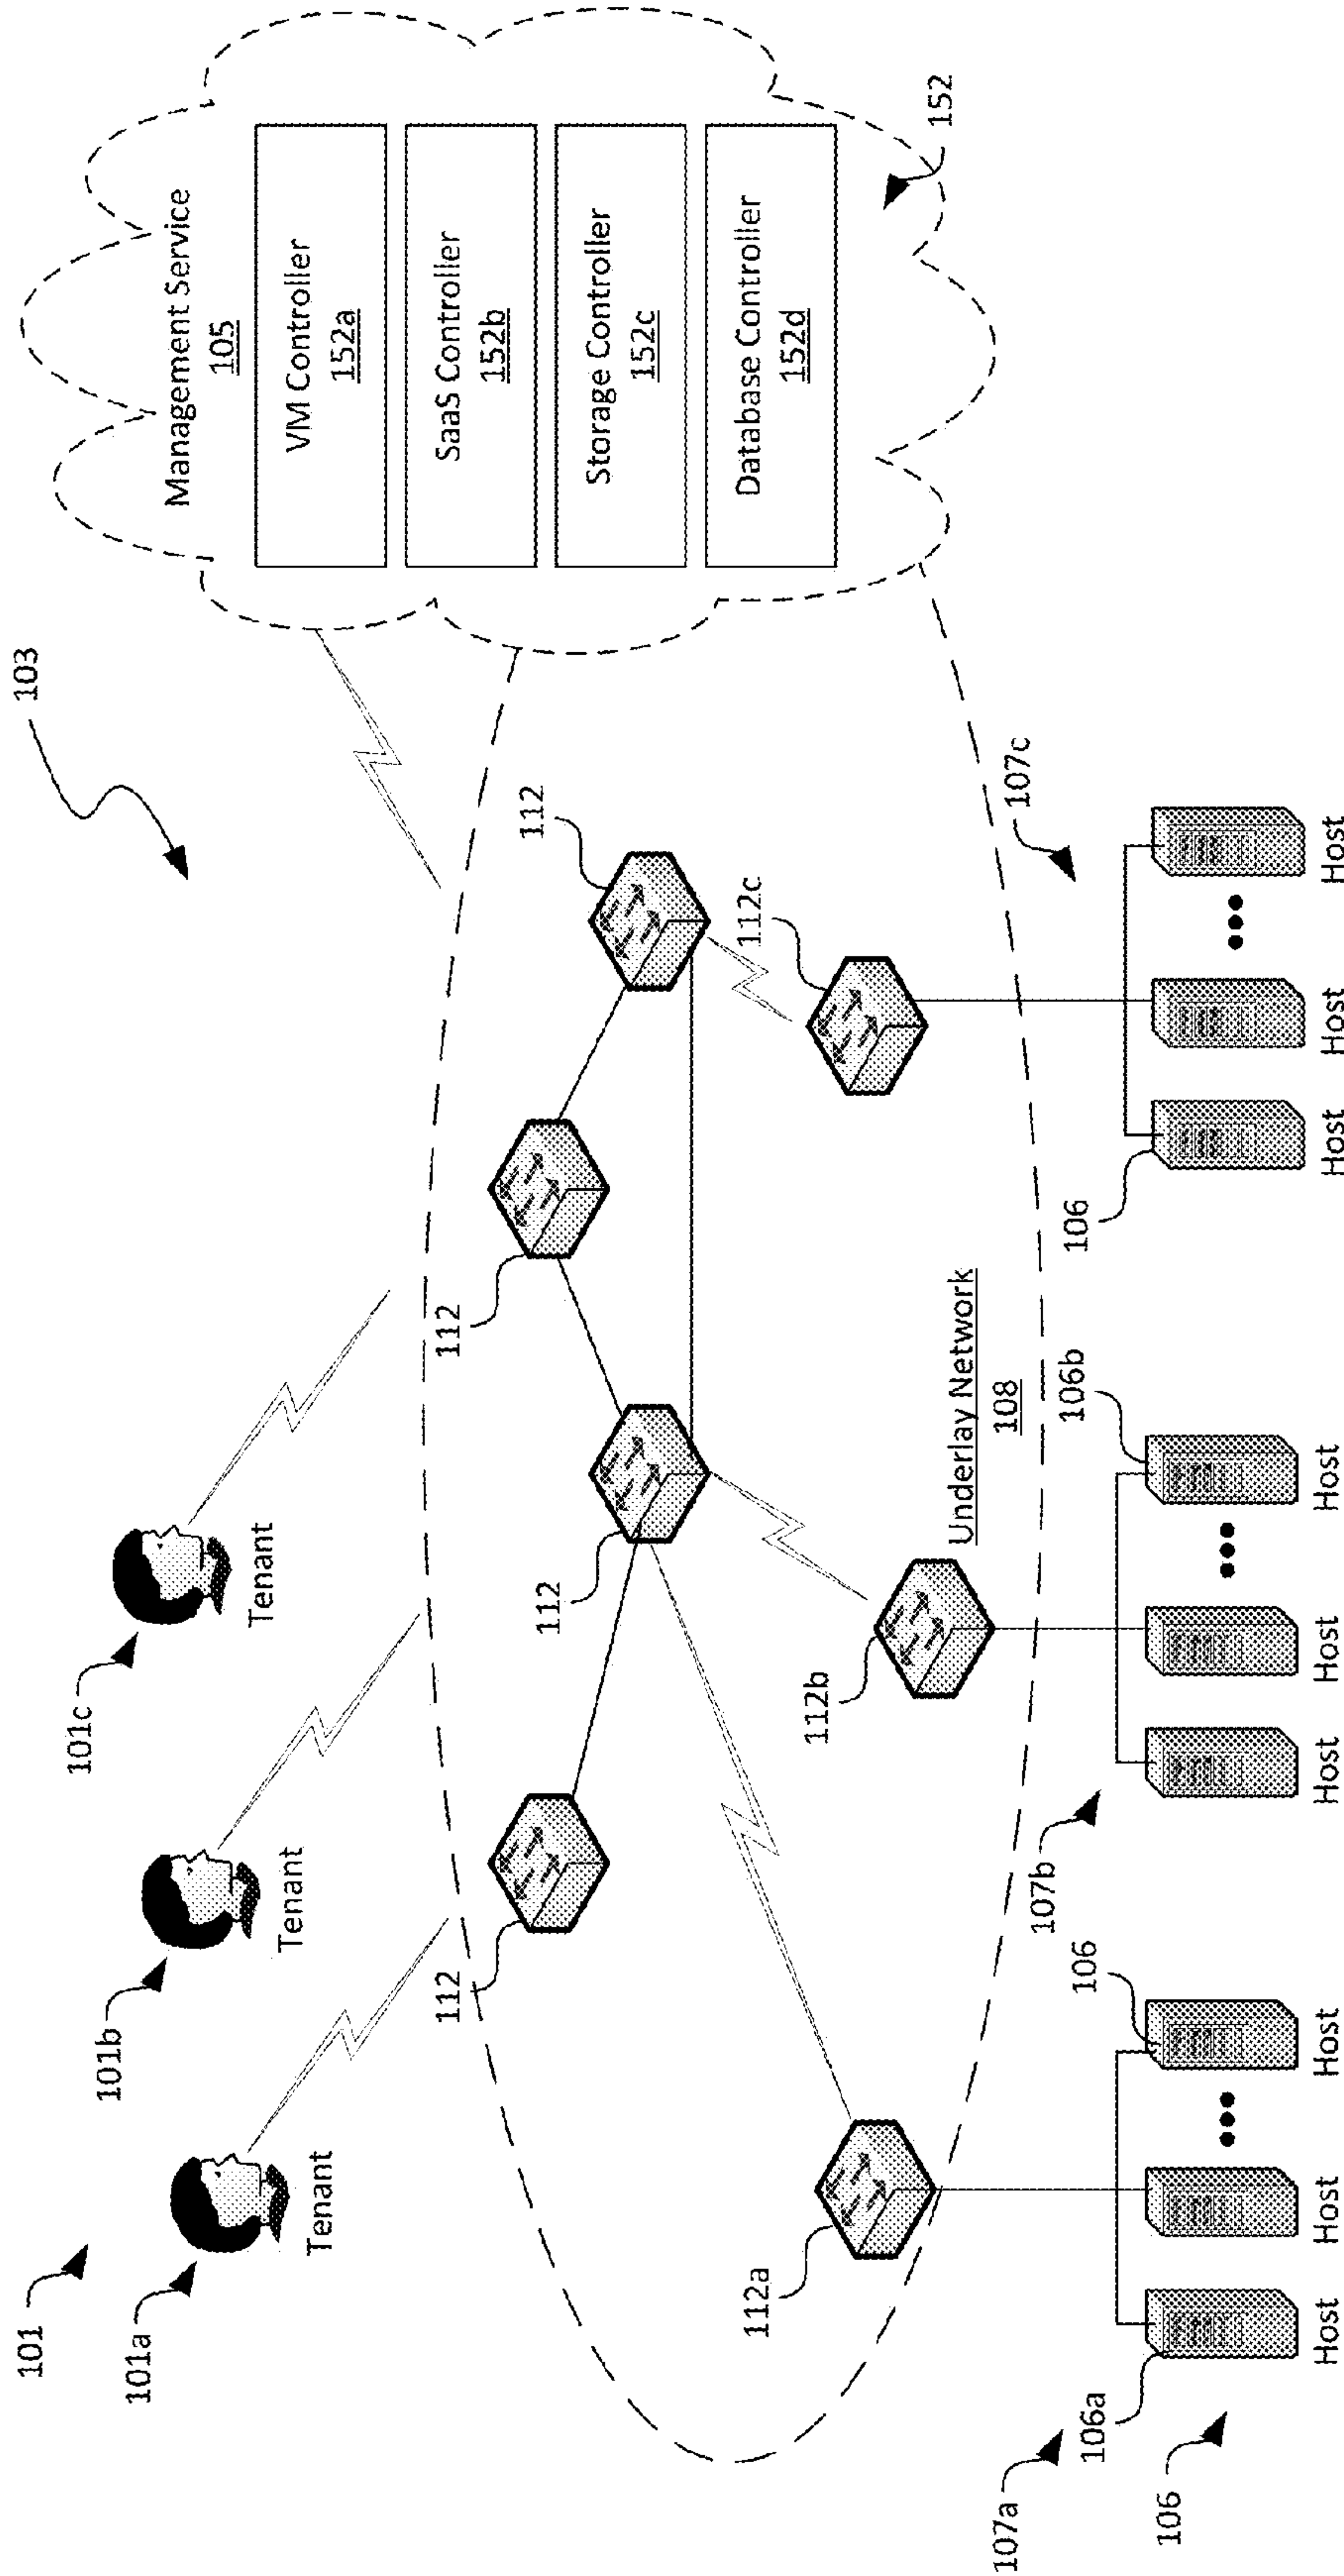 103
101
101a
Tenant
101b
Tenant
101c
Tenant
Management Service
105
VM Controller
152a
SaaS Controller
152b
Storage Controller
152c
Database Controller
152d
152
112
112
112
112
112a
112b
112c
Underlay Network
108
107a
106a
106
106
Host
Host
Host
107b
106b
Host
Host
Host
107c
106
Host
Host
Host